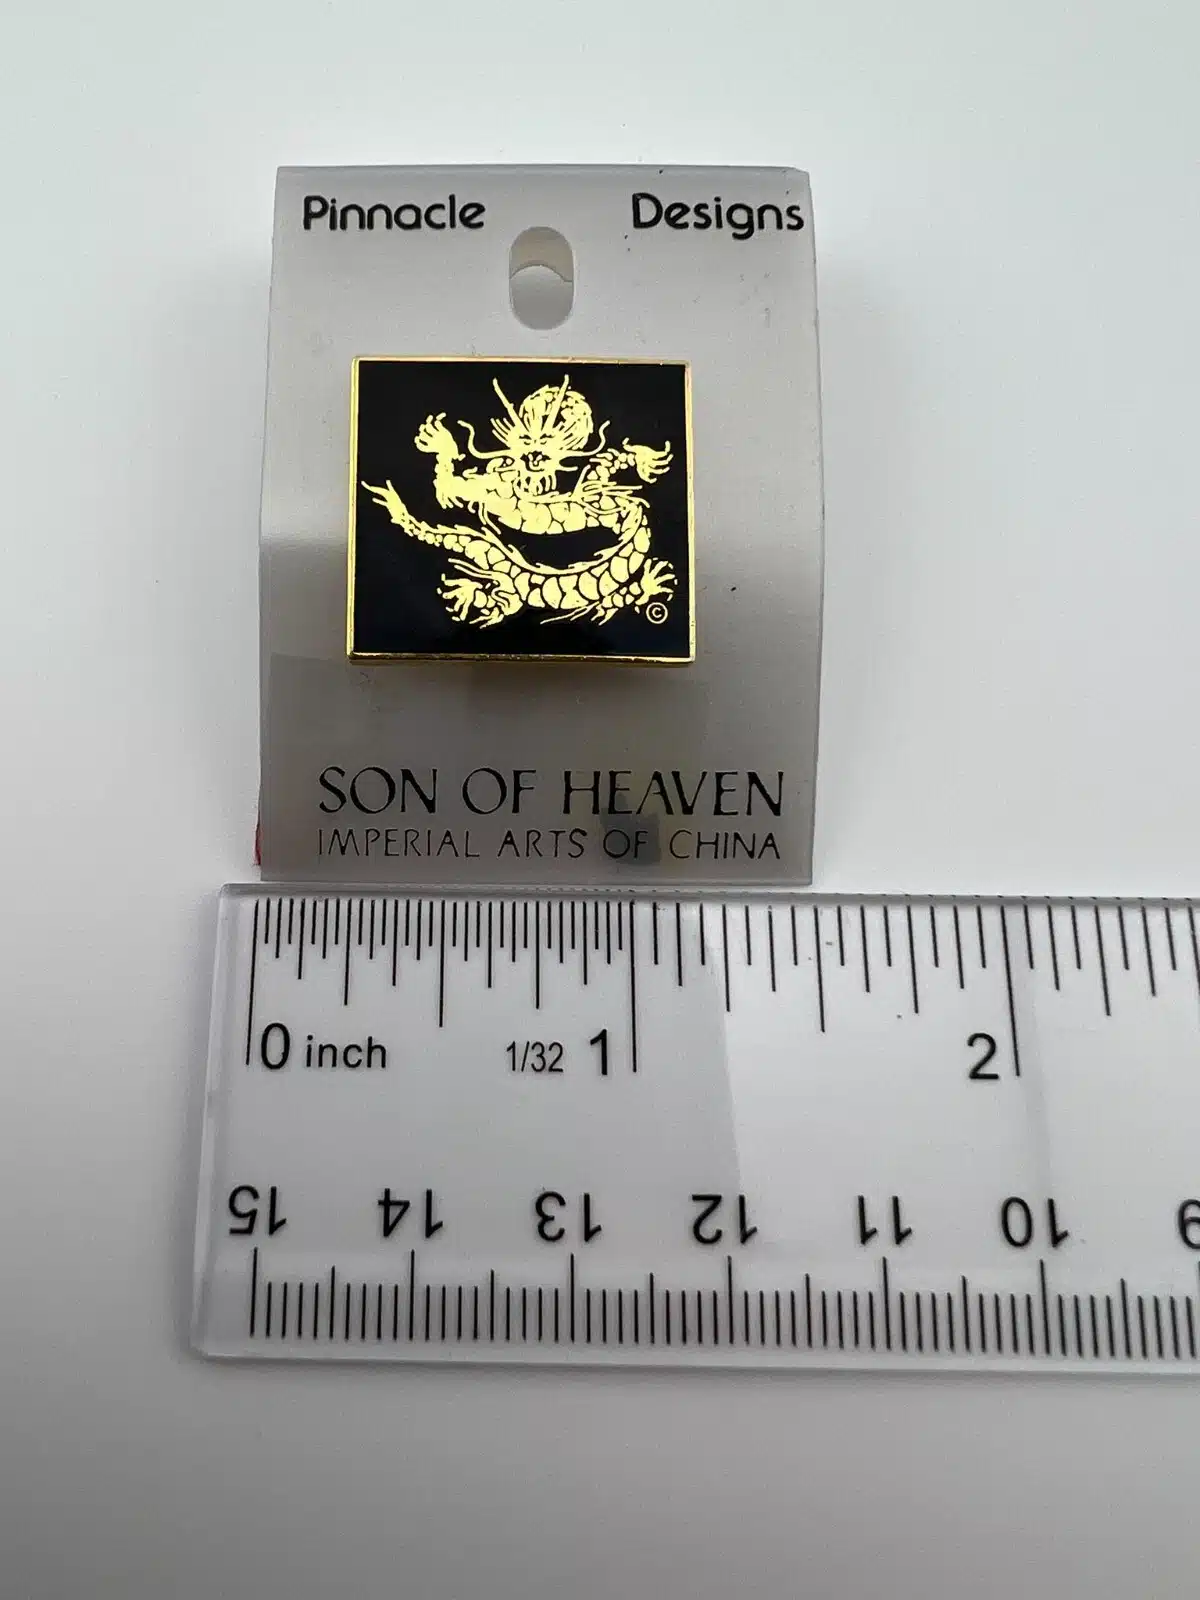 Pinnacle Designs
©
SON OF HEAVEN
IMPERIAL ARTS OF CHINA
0 inch 1/32 1 2
15 14 13 12 11 10 9